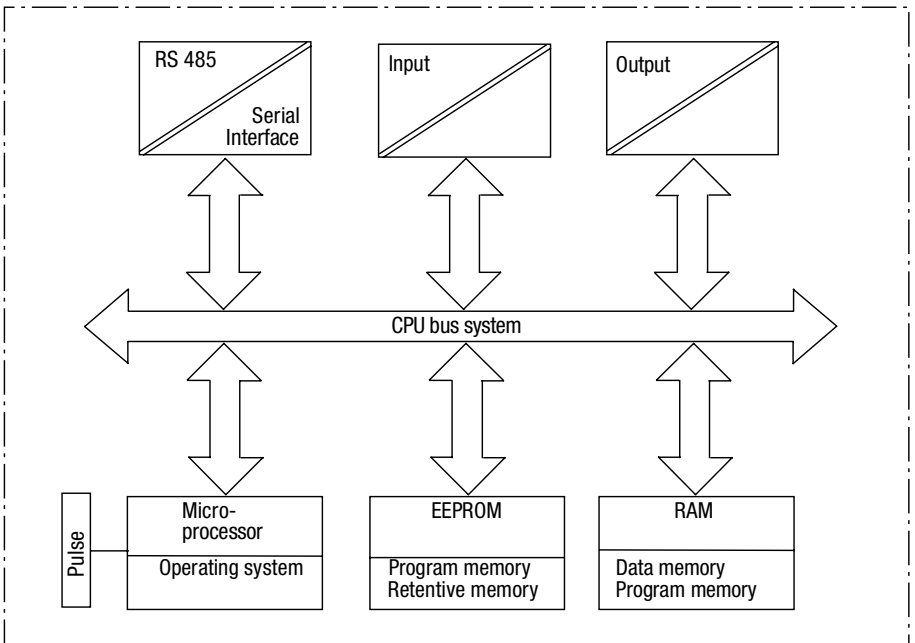 RS 485
Serial
Interface
Input
Output
CPU bus system
Pulse
Micro-
processor
Operating system
EEPROM
Program memory
Retentive memory
RAM
Data memory
Program memory